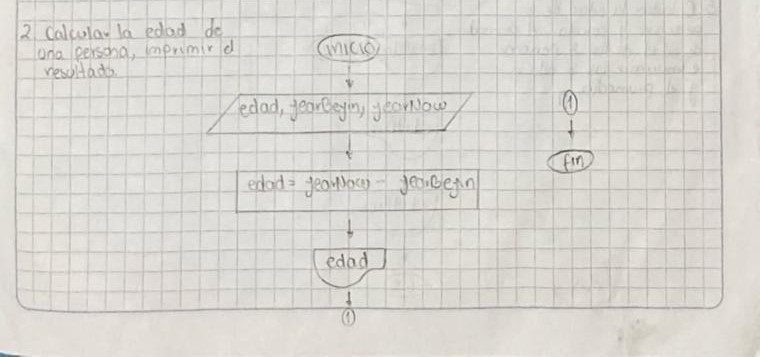 2 Calcular la edad de
una persona, imprimir el
resultado.
inicio
edad, yearBegin, yearNow
edad = yearNow - yearBegin
edad
1
1
fin